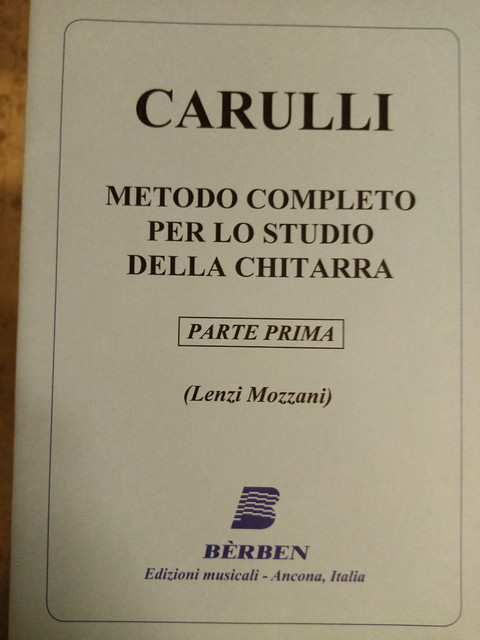 CARULLI
METODO COMPLETO
PER LO STUDIO
DELLA CHITARRA
PARTE PRIMA
(Lenzi Mozzani)
BÈRBEN
Edizioni musicali - Ancona, Italia